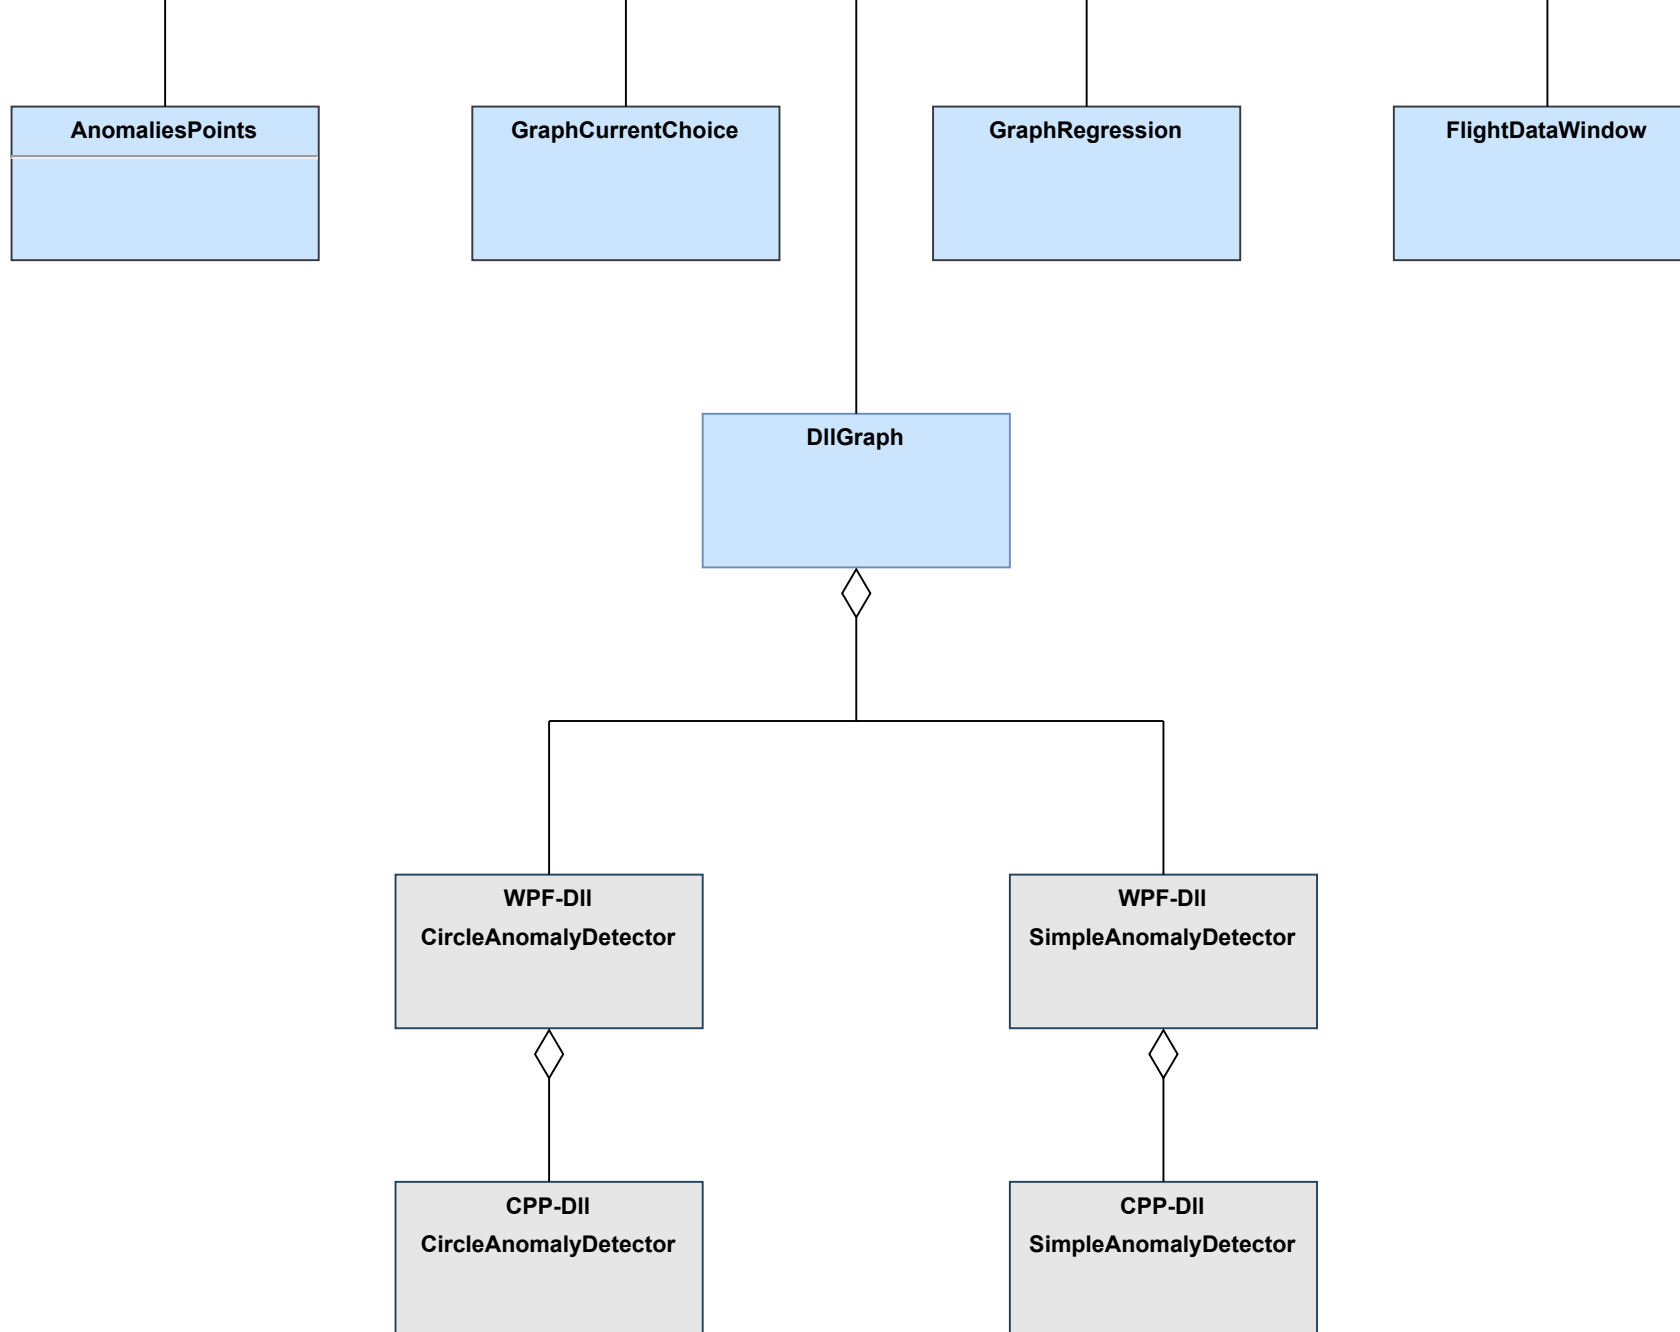 AnomaliesPoints
GraphCurrentChoice
GraphRegression
FlightDataWindow
DllGraph
WPF-Dll
CircleAnomalyDetector
WPF-Dll
SimpleAnomalyDetector
CPP-Dll
CircleAnomalyDetector
CPP-Dll
SimpleAnomalyDetector